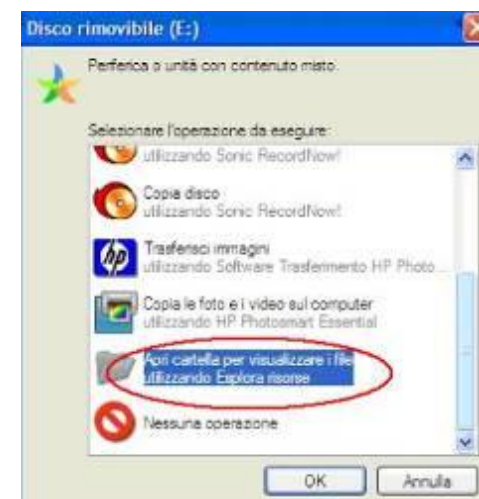 Disco rimovibile (E:)
Periferica o unità con contenuto misto.
Selezionare l'operazione da eseguire:
utilizzando Sonic RecordNow!
Copia disco
utilizzando Sonic RecordNow!
Trasferisci immagini
utilizzando Software Trasferimento HP Photo...
Copia le foto e i video sul computer
utilizzando HP Photosmart Essential
Apri cartella per visualizzare i file
utilizzando Esplora risorse
Nessuna operazione
OK
Annulla